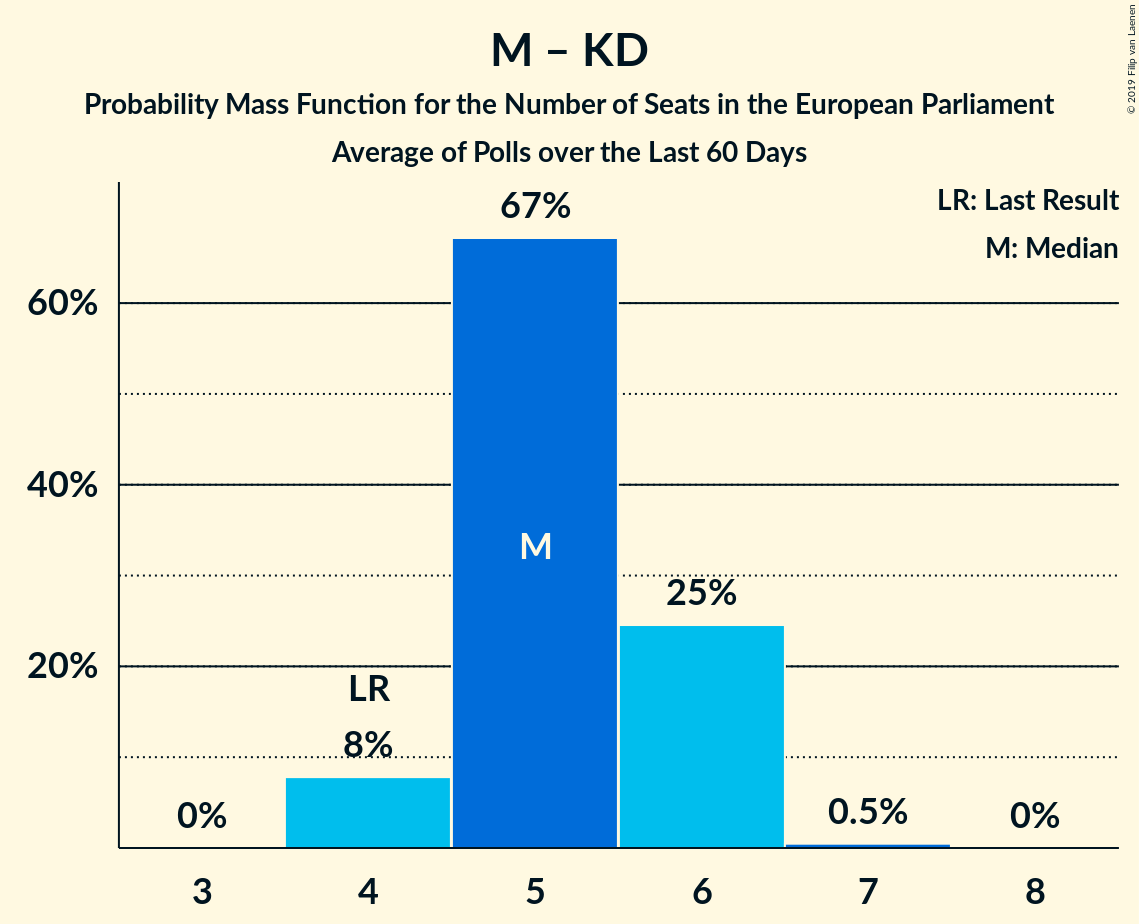 M – KD
Probability Mass Function for the Number of Seats in the European Parliament
Average of Polls over the Last 60 Days
© 2019 Filip van Laenen
LR: Last Result
M: Median
67%
60%
40%
M
25%
20%
LR
8%
0%
0.5%
0%
3 4 5 6 7 8